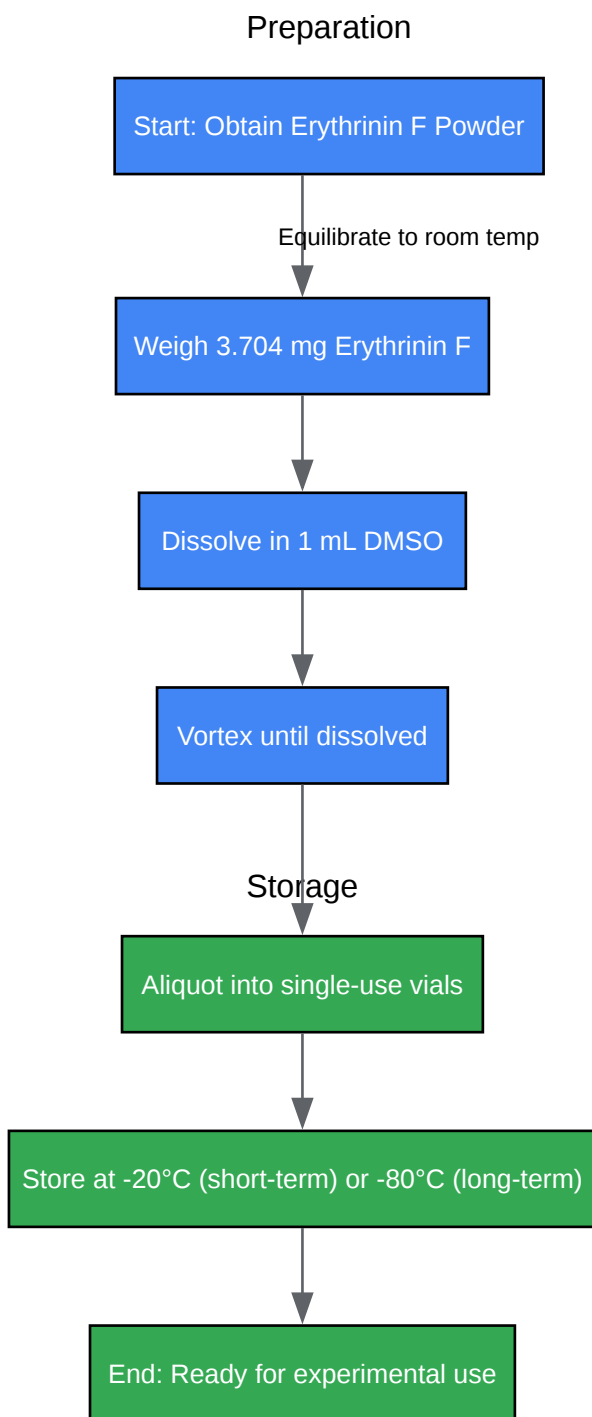 Preparation
Start: Obtain Erythrinin F Powder
Equilibrate to room temp
Weigh 3.704 mg Erythrinin F
Dissolve in 1 mL DMSO
Vortex until dissolved
Storage
Aliquot into single-use vials
Store at -20°C (short-term) or -80°C (long-term)
End: Ready for experimental use